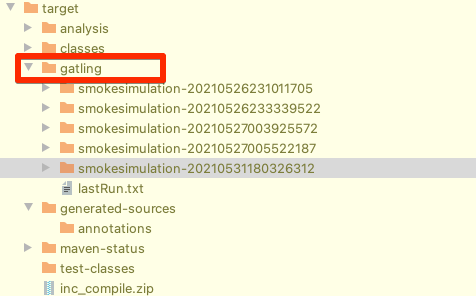 target
analysis
classes
gatling
smokesimulation-20210526231011705
smokesimulation-20210526233339522
smokesimulation-20210527003925572
smokesimulation-20210527005522187
smokesimulation-20210531180326312
lastRun.txt
generated-sources
annotations
maven-status
test-classes
inc_compile.zip